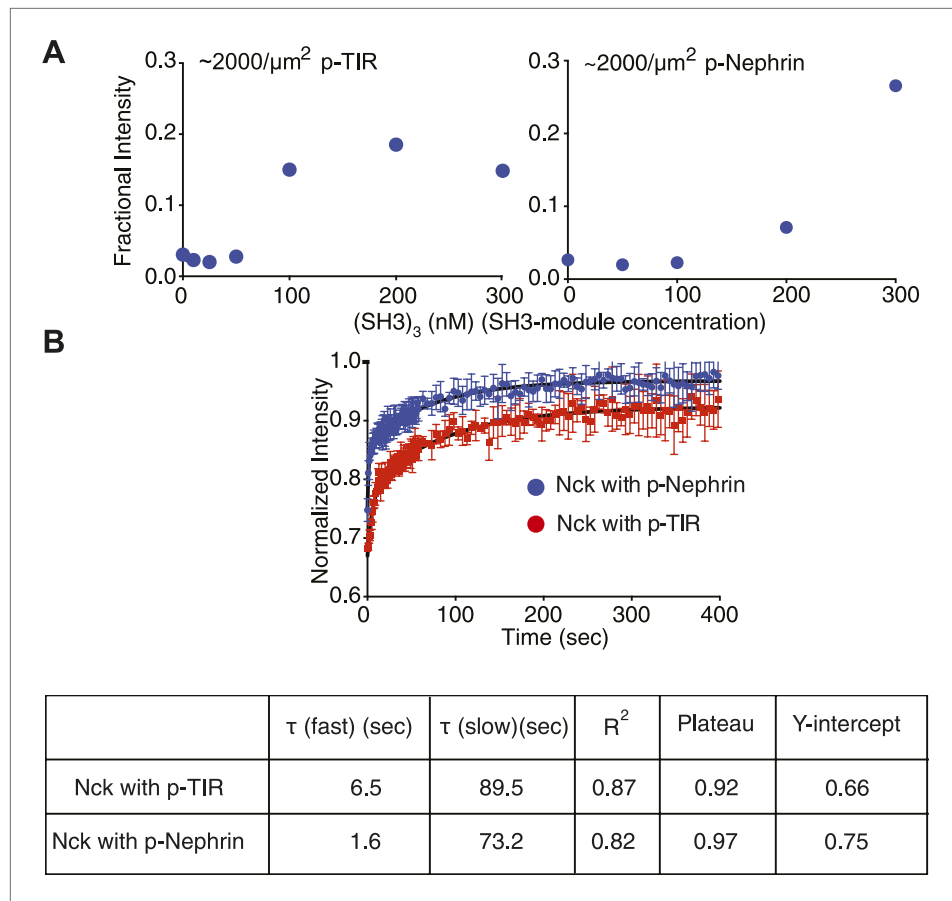 A
~2000/µm² p-TIR
~2000/µm² p-Nephrin
Fractional Intensity
0.3
0.2
0.1
0.0
0 100 200 300
0.3
0.2
0.1
0.0
0 100 200 300
(SH3)₃ (nM) (SH3-module concentration)
B
Normalized Intensity
1.0
0.9
0.8
0.7
0.6
0 100 200 300 400
Time (sec)
Nck with p-Nephrin
Nck with p-TIR
τ (fast) (sec) τ (slow)(sec) R² Plateau Y-intercept
Nck with p-TIR 6.5 89.5 0.87 0.92 0.66
Nck with p-Nephrin 1.6 73.2 0.82 0.97 0.75